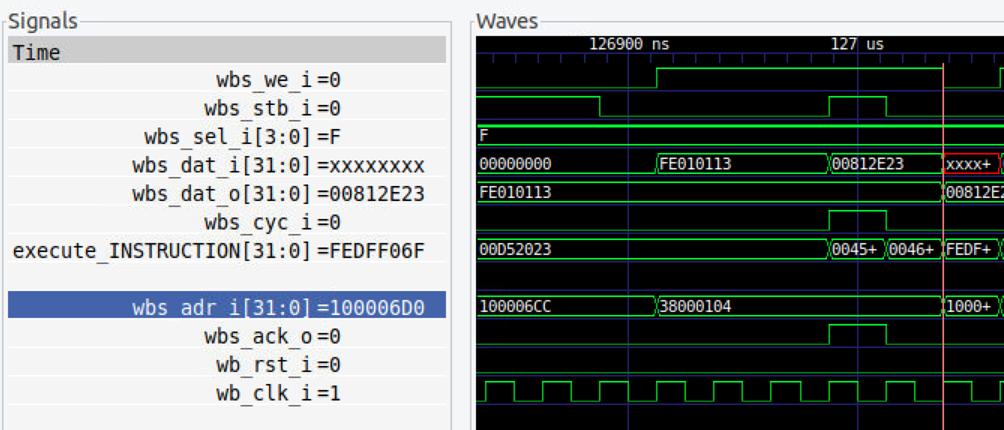 Signals
Time
wbs_we_i=0
wbs_stb_i=0
wbs_sel_i[3:0]=F
wbs_dat_i[31:0]=xxxxxxxx
wbs_dat_o[31:0]=00812E23
wbs_cyc_i=0
execute_INSTRUCTION[31:0]=FEDFF06F
wbs_adr_i[31:0]=100006D0
wbs_ack_o=0
wb_rst_i=0
wb_clk_i=1
Waves
126900 ns 127 us
F
00000000 FE010113 00812E23 xxxx+
FE010113 00812E2
00D52023 0045+ 0046+ FEDF+
100006CC 38000104 1000+